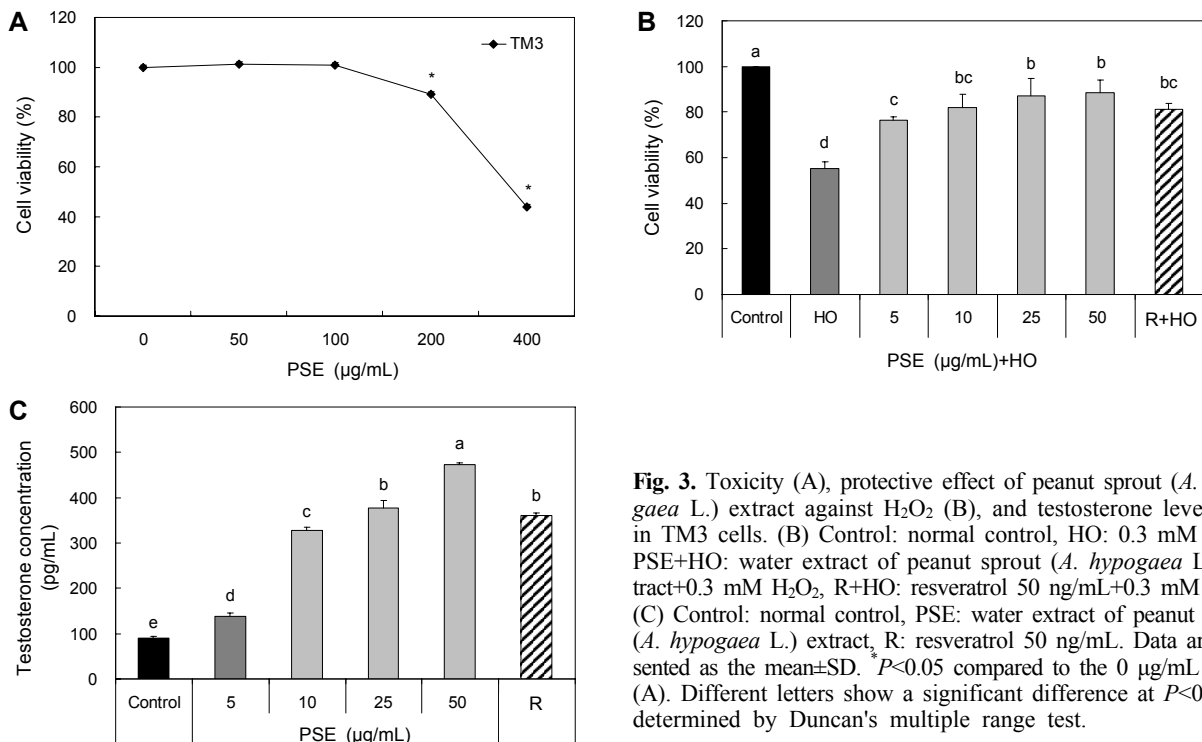 A
120
100
80
60
40
20
0
Cell viability (%)
TM3
*
*
0 50 100 200 400
PSE (µg/mL)
B
120
100
80
60
40
20
0
Cell viability (%)
a
d
c
bc
b
b
bc
Control HO 5 10 25 50 R+HO
PSE (µg/mL)+HO
C
600
500
400
300
200
100
0
Testosterone concentration
(pg/mL)
e
d
c
b
a
b
Control 5 10 25 50 R
PSE (µg/mL)
Fig. 3. Toxicity (A), protective effect of peanut sprout (A.
gaea L.) extract against H₂O₂ (B), and testosterone leve
in TM3 cells. (B) Control: normal control, HO: 0.3 mM
PSE+HO: water extract of peanut sprout (A. hypogaea L
tract+0.3 mM H₂O₂, R+HO: resveratrol 50 ng/mL+0.3 mM
(C) Control: normal control, PSE: water extract of peanut
(A. hypogaea L.) extract, R: resveratrol 50 ng/mL. Data ar
sented as the mean±SD. *P<0.05 compared to the 0 µg/mL
(A). Different letters show a significant difference at P<0
determined by Duncan's multiple range test.